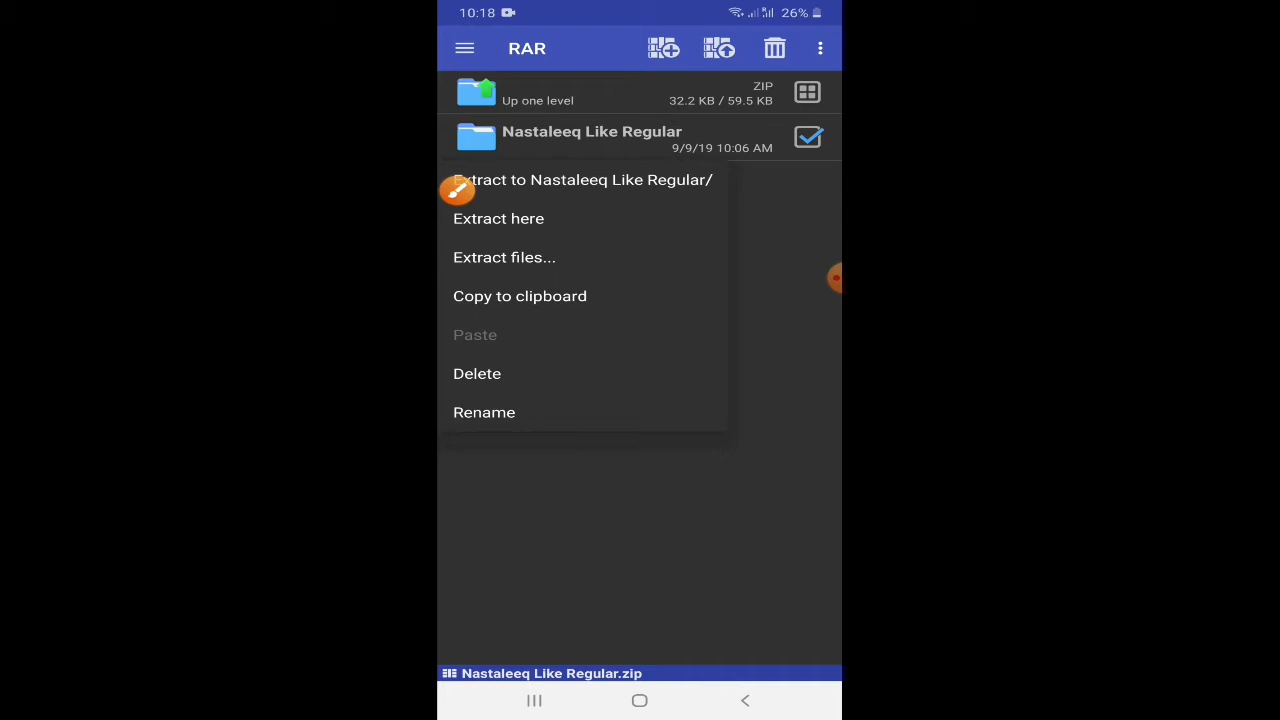 10:18
26%
RAR
ZIP
Up one level
32.2 KB / 59.5 KB
Nastaleeq Like Regular
9/9/19 10:06 AM
Extract to Nastaleeq Like Regular/
Extract here
Extract files...
Copy to clipboard
Paste
Delete
Rename
Nastaleeq Like Regular.zip